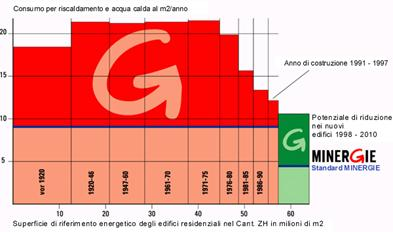 Consumo per riscaldamento e acqua calda al m2/anno
20
15
10
5
Anno di costruzione 1991 - 1997
Potenziale di riduzione
nei nuovi
edifici 1998 - 2010
MINERGIE
Standard MINERGIE
vor 1920
1920-46
1947-60
1961-70
1971-75
1976-80
1981-85
1986-90
10
20
30
40
50
60
Superficie di riferimento energetico degli edifici residenziali nel Cant. ZH in milioni di m2